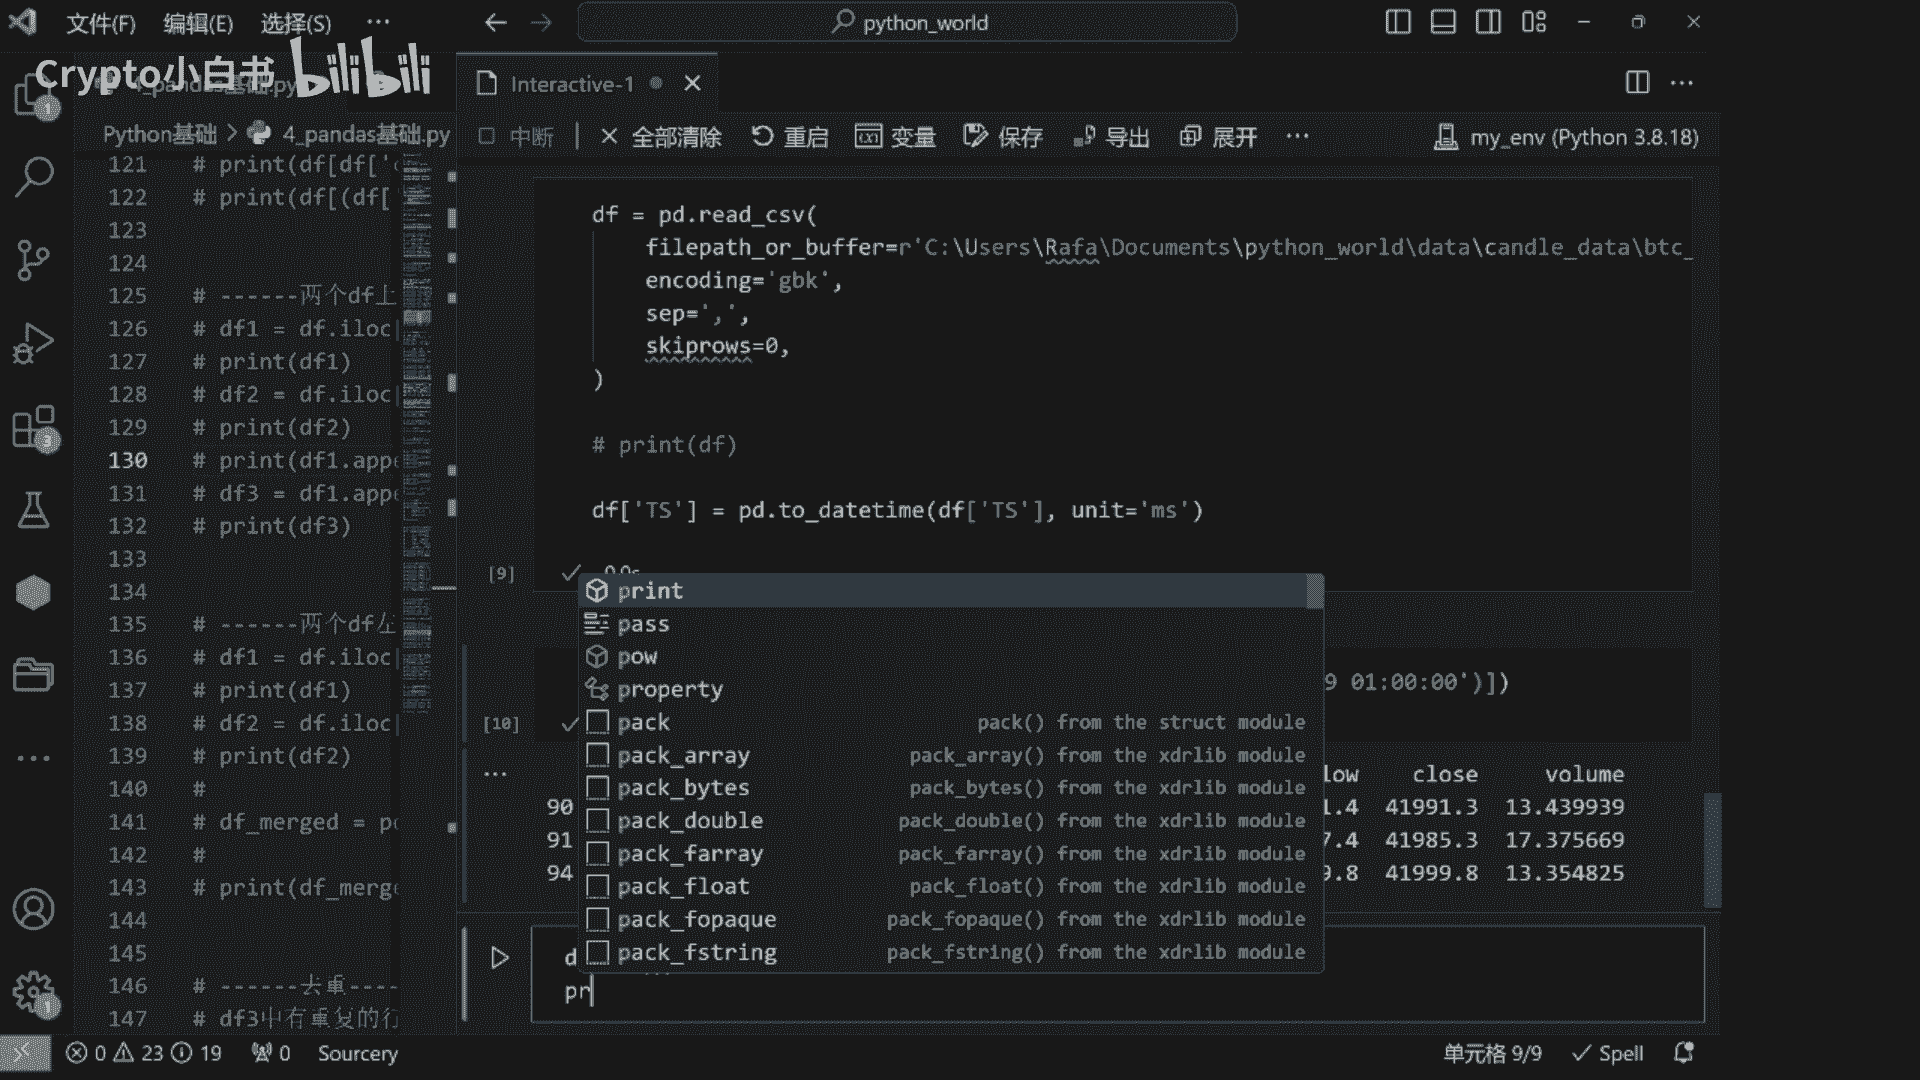 文件(F) 编辑(E) 选择(S) ··· python_world
Crypto小白书 bilibili
Interactive-1
Python基础 > 4_pandas基础.py
中断 全部清除 重启 变量 保存 导出 展开 ··· my_env (Python 3.8.18)
121 # print(df[df['
122 # print(df[(df[
123
124
125 # ------两个df上
126 # df1 = df.iloc
127 # print(df1)
128 # df2 = df.iloc
129 # print(df2)
130 # print(df1.appe
131 # df3 = df1.appe
132 # print(df3)
133
134
135 # ------两个df左
136 # df1 = df.iloc
137 # print(df1)
138 # df2 = df.iloc
139 # print(df2)
140 #
141 # df_merged = p
142 #
143 # print(df_merge
144
145
146 # ------去重----
147 # df3中有重复的行
df = pd.read_csv(
filepath_or_buffer=r'C:\Users\Rafa\Documents\python_world\data\candle_data\btc_
encoding='gbk',
sep=',',
skiprows=0,
)
# print(df)
df['TS'] = pd.to_datetime(df['TS'], unit='ms')
[9] 0.0s
print
pass
pow
property
pack pack() from the struct module
pack_array pack_array() from the xdrlib module
pack_bytes pack_bytes() from the xdrlib module
pack_double pack_double() from the xdrlib module
pack_farray pack_farray() from the xdrlib module
pack_float pack_float() from the xdrlib module
pack_fopaque pack_fopaque() from the xdrlib module
pack_fstring pack_fstring() from the xdrlib module
9 01:00:00')])
[10]
low close volume
90 1.4 41991.3 13.439939
91 7.4 41985.3 17.375669
94 9.8 41999.8 13.354825
d
pr
0 23 19 0 Sourcery 单元格 9/9 Spell